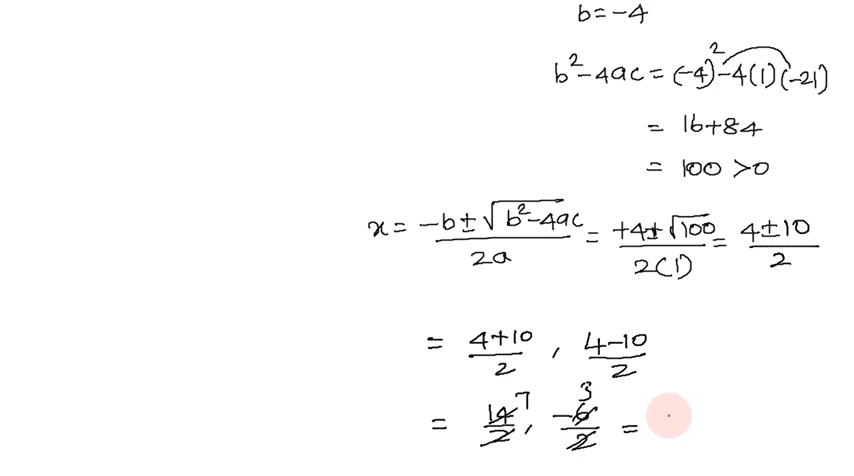 b = -4
b² - 4ac = (-4)² - 4(1)(-21)
= 16 + 84
= 100 > 0
x = (-b ± √(b² - 4ac))/(2a) = (+4 ± √100)/(2(1)) = (4 ± 10)/2
= (4+10)/2 , (4-10)/2
= 14/2 7 , -6/2 3 =